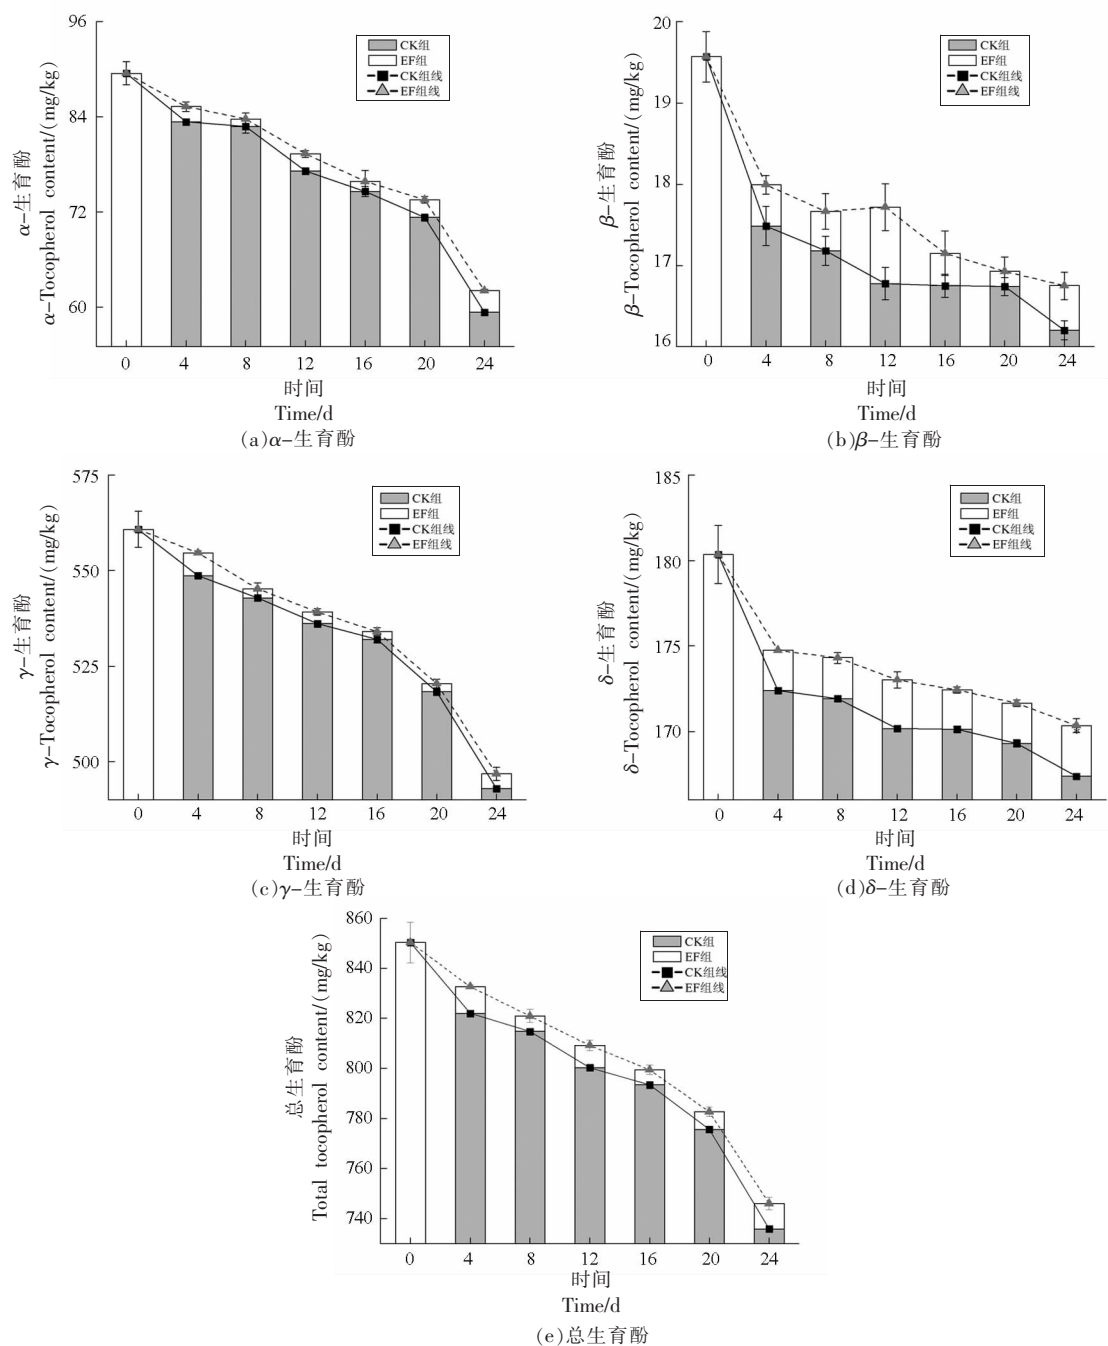 96
84
72
60
α-生育酚
α-Tocopherol content/(mg/kg)
CK组
EF组
CK组线
EF组线
0 4 8 12 16 20 24
时间
Time/d
(a)α-生育酚
20
19
18
17
16
β-生育酚
β-Tocopherol content/(mg/kg)
CK组
EF组
CK组线
EF组线
0 4 8 12 16 20 24
时间
Time/d
(b)β-生育酚
575
550
525
500
γ-生育酚
γ-Tocopherol content/(mg/kg)
CK组
EF组
CK组线
EF组线
0 4 8 12 16 20 24
时间
Time/d
(c)γ-生育酚
185
180
175
170
δ-生育酚
δ-Tocopherol content/(mg/kg)
CK组
EF组
CK组线
EF组线
0 4 8 12 16 20 24
时间
Time/d
(d)δ-生育酚
860
840
820
800
780
760
740
总生育酚
Total tocopherol content/(mg/kg)
CK组
EF组
CK组线
EF组线
0 4 8 12 16 20 24
时间
Time/d
(e)总生育酚